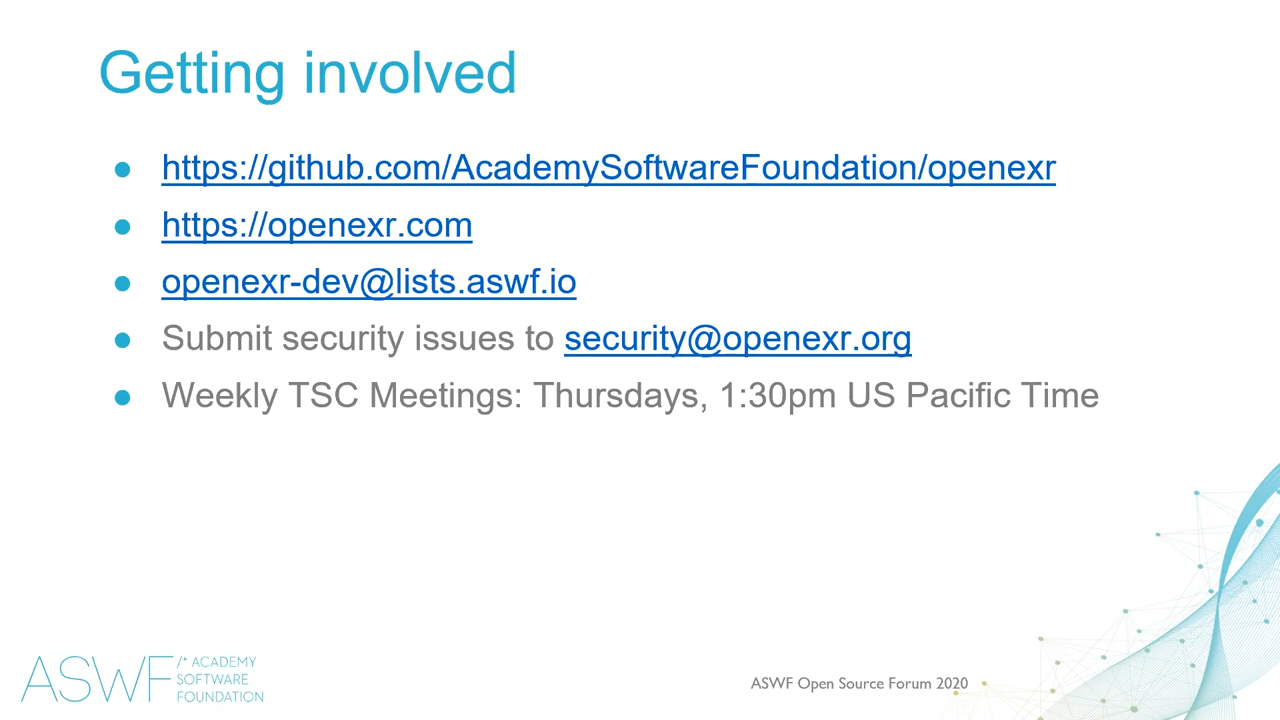 Getting involved
● https://github.com/AcademySoftwareFoundation/openexr
● https://openexr.com
● openexr-dev@lists.aswf.io
● Submit security issues to security@openexr.org
● Weekly TSC Meetings: Thursdays, 1:30pm US Pacific Time
ASWF /* ACADEMY
SOFTWARE
FOUNDATION
ASWF Open Source Forum 2020